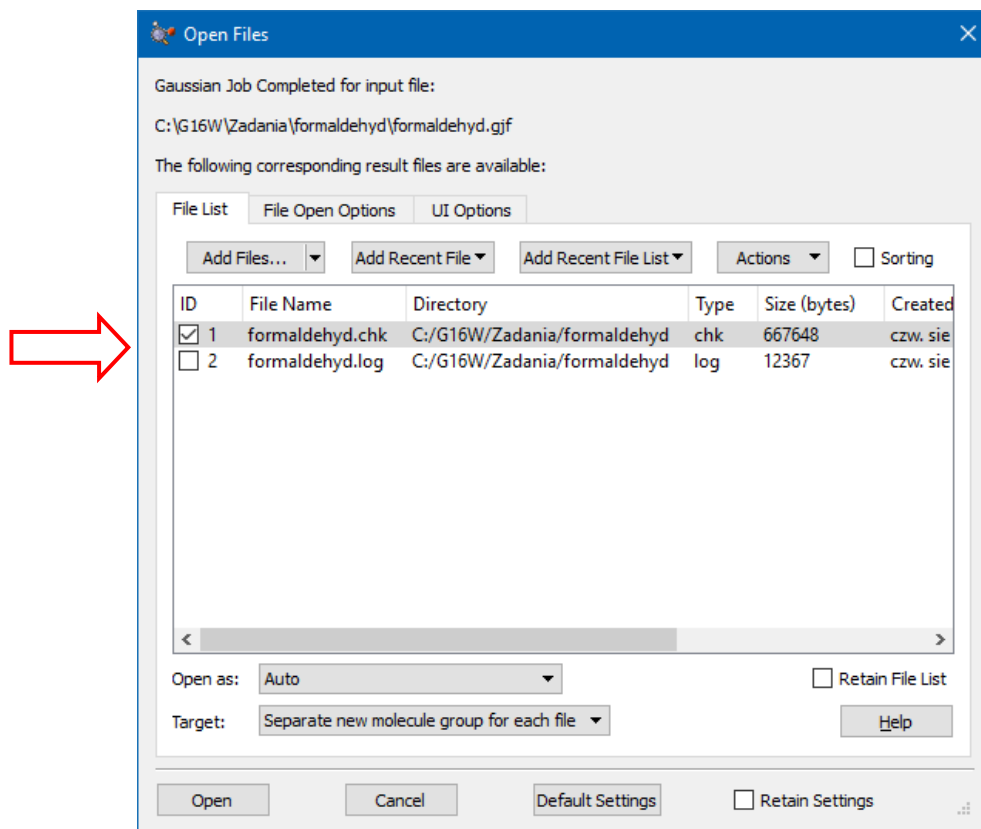 Open Files
Gaussian Job Completed for input file:
C:\G16W\Zadania\formaldehyd\formaldehyd.gjf
The following corresponding result files are available:
File List File Open Options UI Options
Add Files... Add Recent File Add Recent File List Actions Sorting
ID File Name Directory Type Size (bytes) Created
1 formaldehyd.chk C:/G16W/Zadania/formaldehyd chk 667648 czw. sie
2 formaldehyd.log C:/G16W/Zadania/formaldehyd log 12367 czw. sie
Open as: Auto Retain File List
Target: Separate new molecule group for each file Help
Open Cancel Default Settings Retain Settings